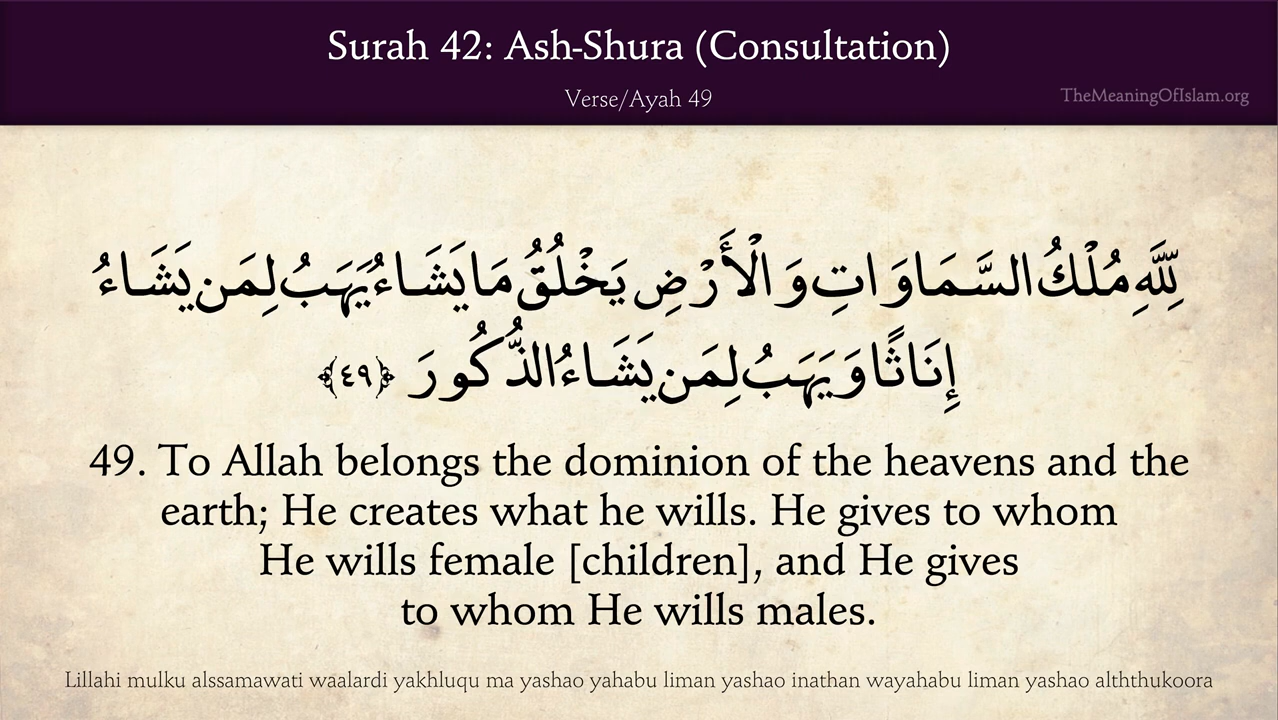 Surah 42: Ash-Shura (Consultation)
Verse/Ayah 49
TheMeaningOfIslam.org
لِلَّهِ مُلْكُ السَّمَاوَاتِ وَالْأَرْضِ يَخْلُقُ مَا يَشَاءُ يَهَبُ لِمَن يَشَاءُ
إِنَاثًا وَيَهَبُ لِمَن يَشَاءُ الذُّكُورَ ﴿٤٩﴾
49. To Allah belongs the dominion of the heavens and the
earth; He creates what he wills. He gives to whom
He wills female [children], and He gives
to whom He wills males.
Lillahi mulku alssamawati waalardi yakhluqu ma yashao yahabu liman yashao inathan wayahabu liman yashao alththukoora